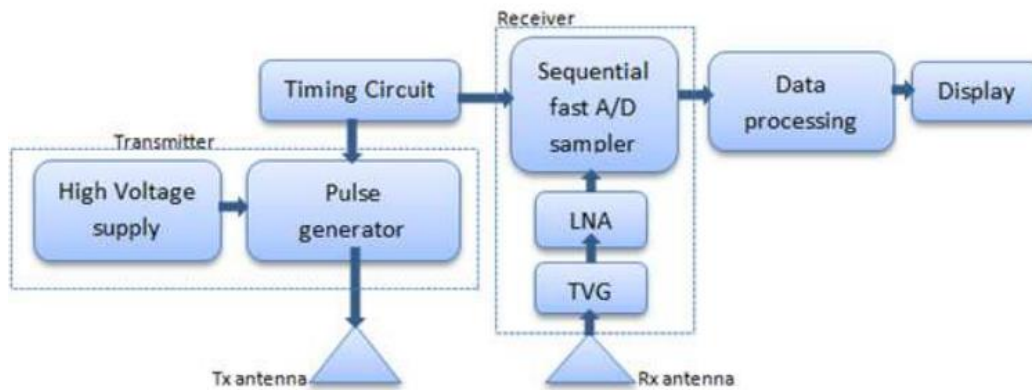 Receiver
Timing Circuit
Sequential
fast A/D
sampler
Data
processing
Display
Transmitter
High Voltage
supply
Pulse
generator
LNA
TVG
Tx antenna
Rx antenna